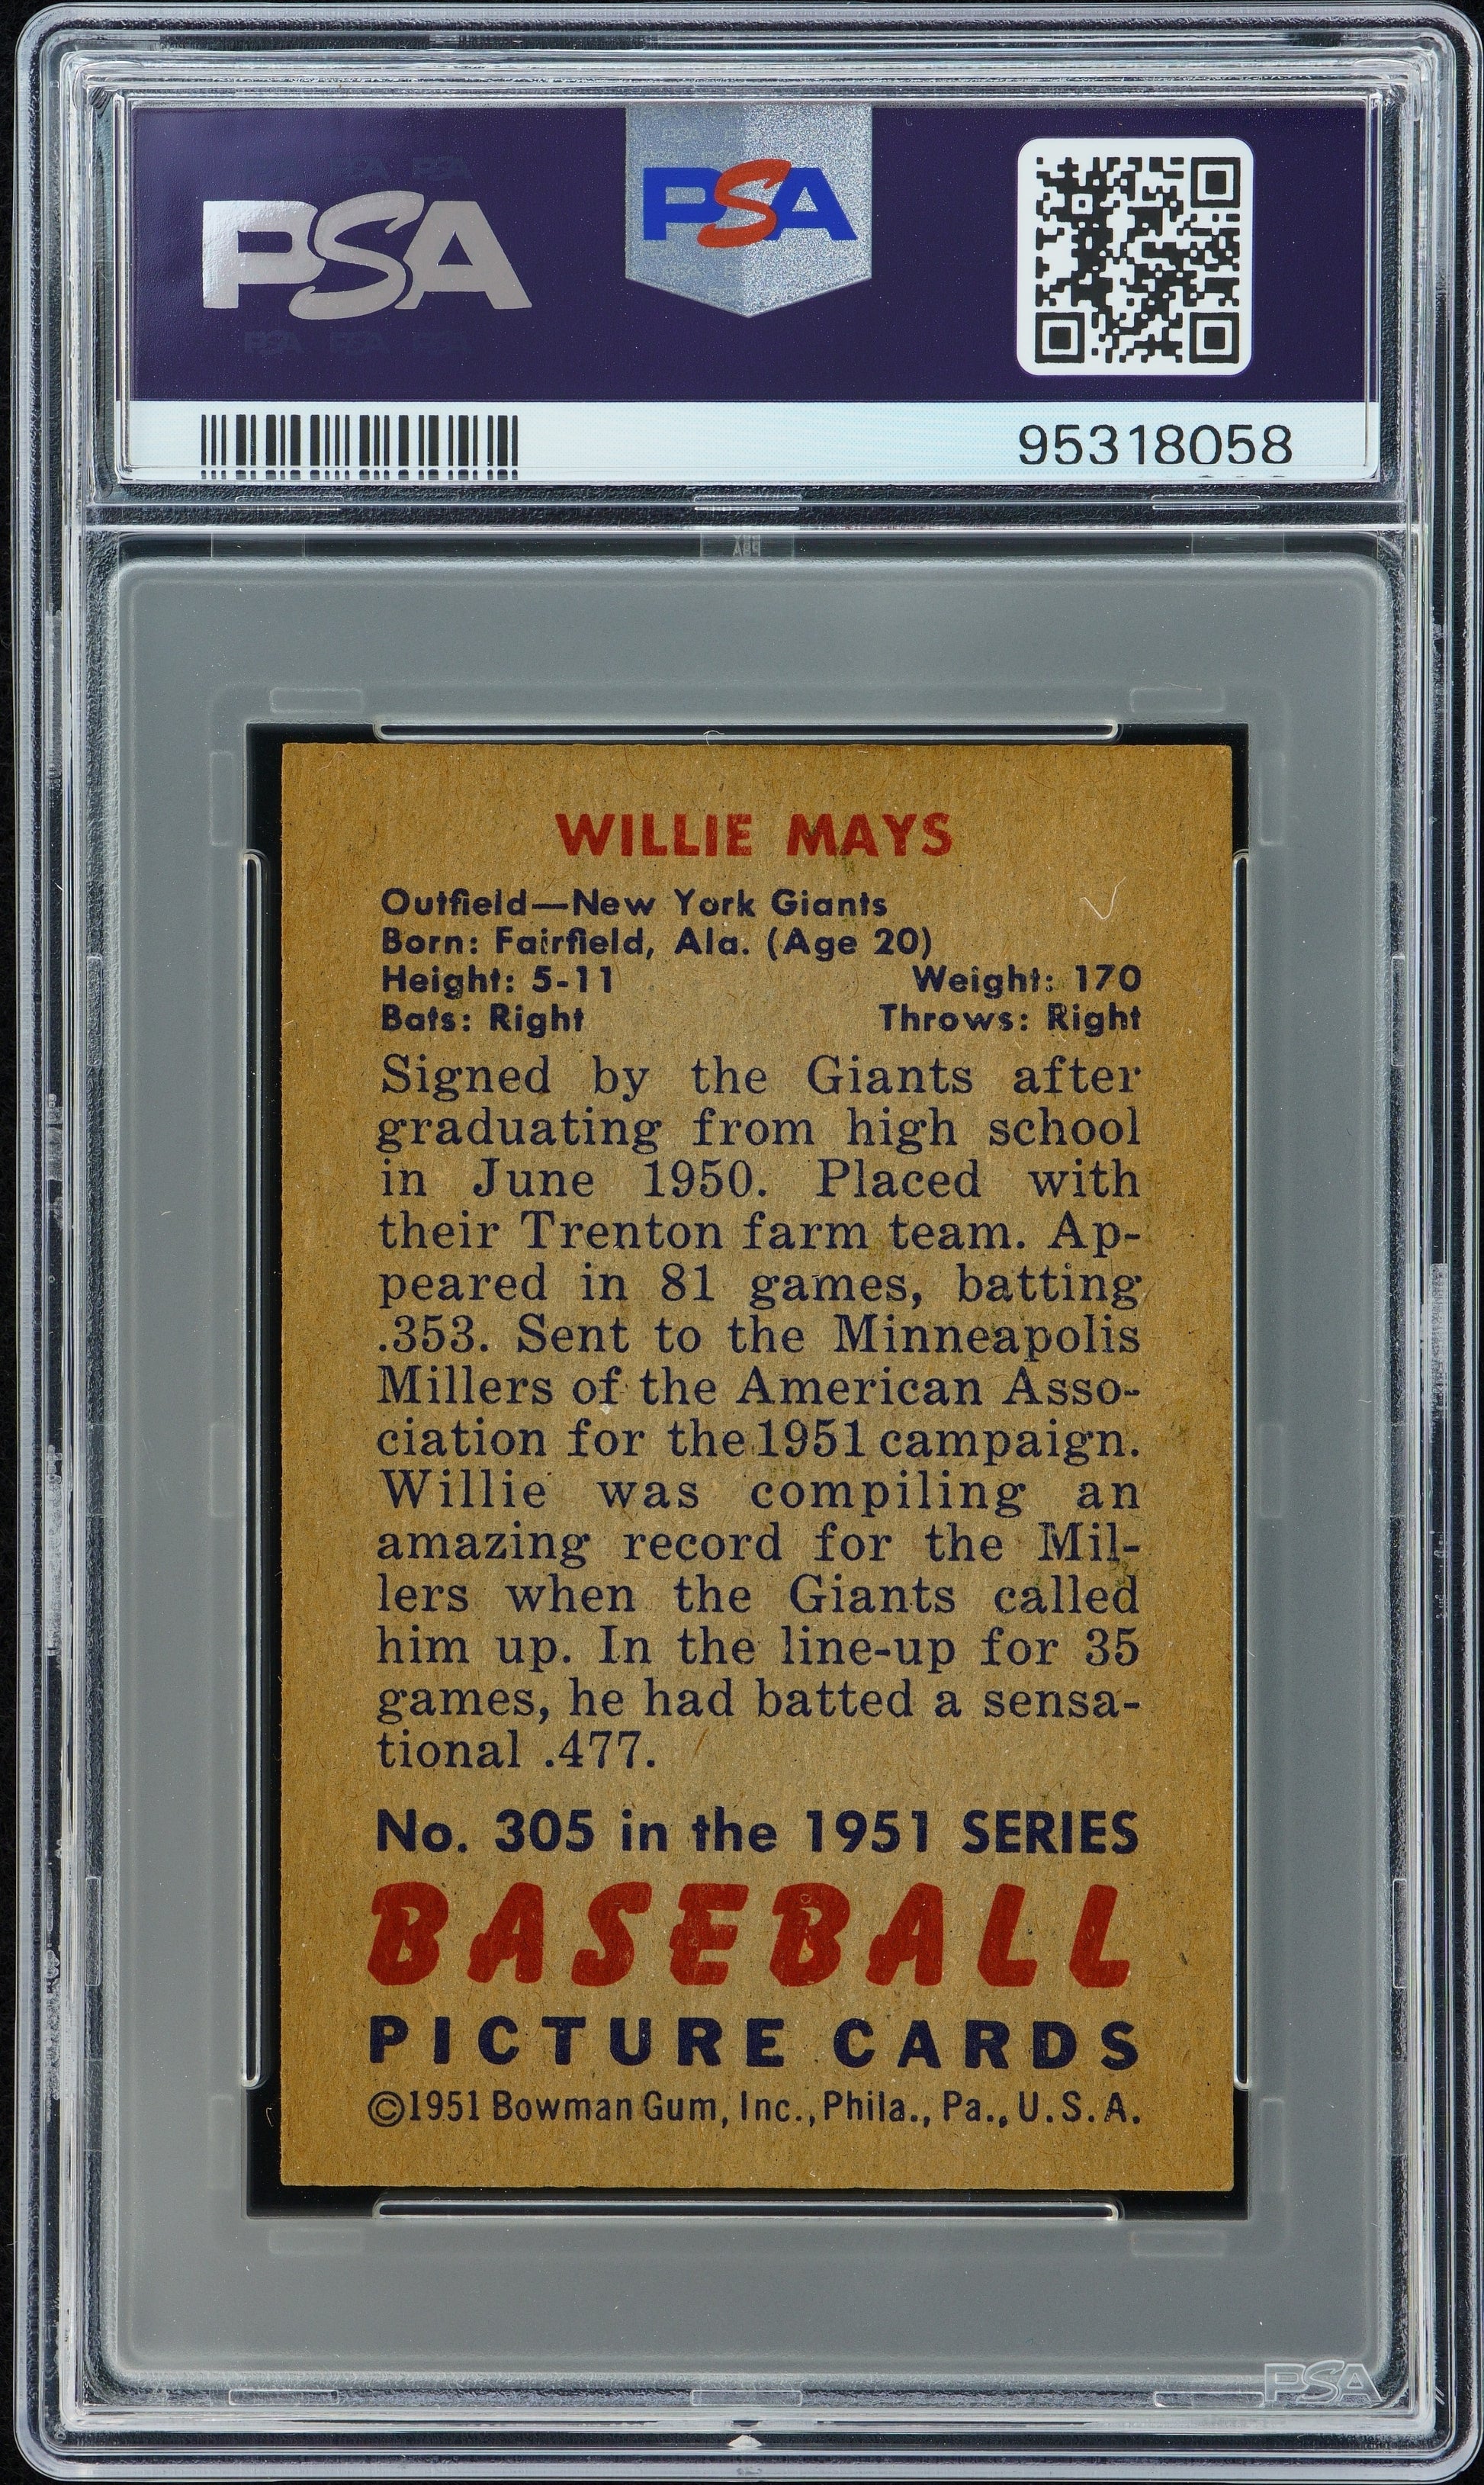 PSA
PSA
95318058
WILLIE MAYS
Outfield—New York Giants
Born: Fairfield, Ala. (Age 20)
Height: 5-11 Weight: 170
Bats: Right Throws: Right
Signed by the Giants after
graduating from high school
in June 1950. Placed with
their Trenton farm team. Ap-
peared in 81 games, batting
.353. Sent to the Minneapolis
Millers of the American Asso-
ciation for the 1951 campaign.
Willie was compiling an
amazing record for the Mil-
lers when the Giants called
him up. In the line-up for 35
games, he had batted a sensa-
tional .477.
No. 305 in the 1951 SERIES
BASEBALL
PICTURE CARDS
©1951 Bowman Gum, Inc., Phila., Pa., U.S.A.
PSA